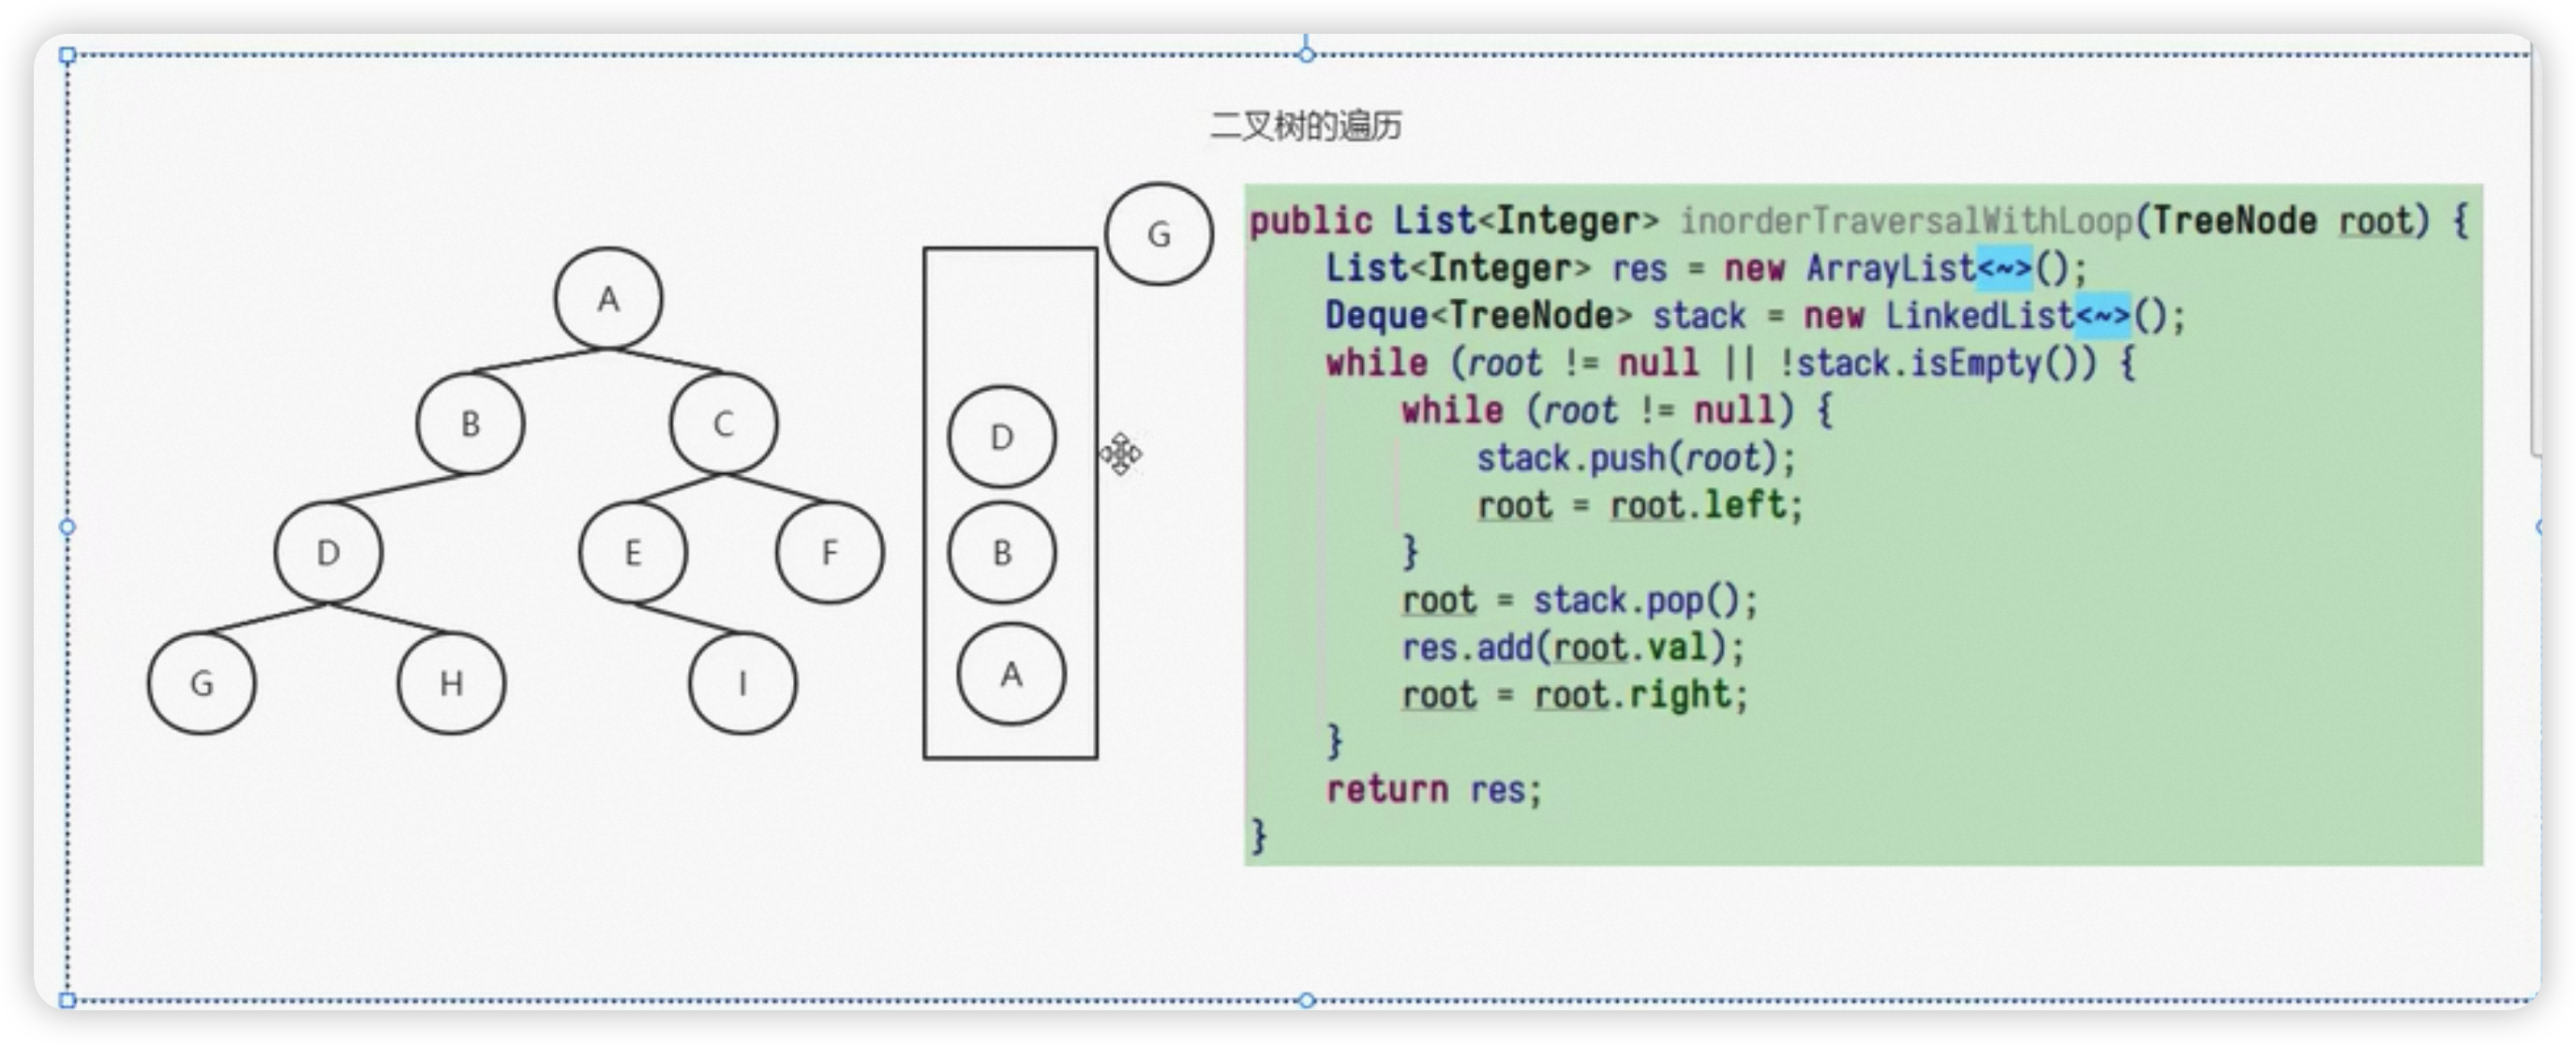 二叉树的遍历
A
B
C
D
E
F
G
H
I
G
D
B
A
public List<Integer> inorderTraversalWithLoop(TreeNode root) {
    List<Integer> res = new ArrayList<~>();
    Deque<TreeNode> stack = new LinkedList<~>();
    while (root != null || !stack.isEmpty()) {
        while (root != null) {
            stack.push(root);
            root = root.left;
        }
        root = stack.pop();
        res.add(root.val);
        root = root.right;
    }
    return res;
}